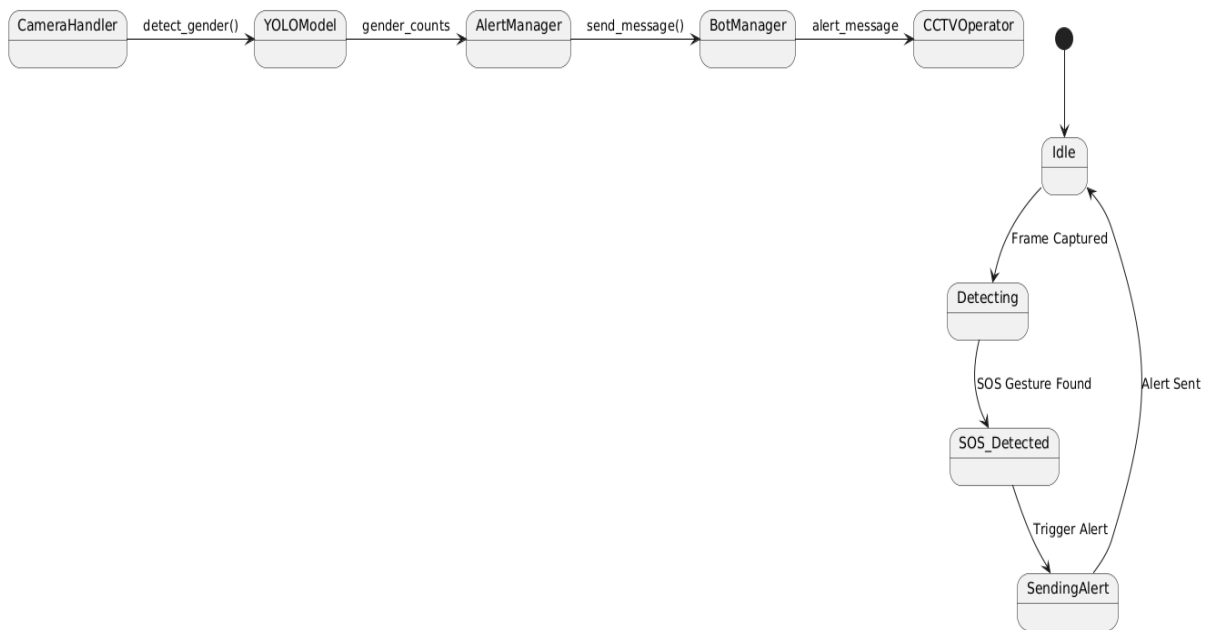 CameraHandler
detect_gender()
YOLOModel
gender_counts
AlertManager
send_message()
BotManager
alert_message
CCTVOperator
Idle
Frame Captured
Detecting
SOS Gesture Found
Alert Sent
SOS_Detected
Trigger Alert
SendingAlert